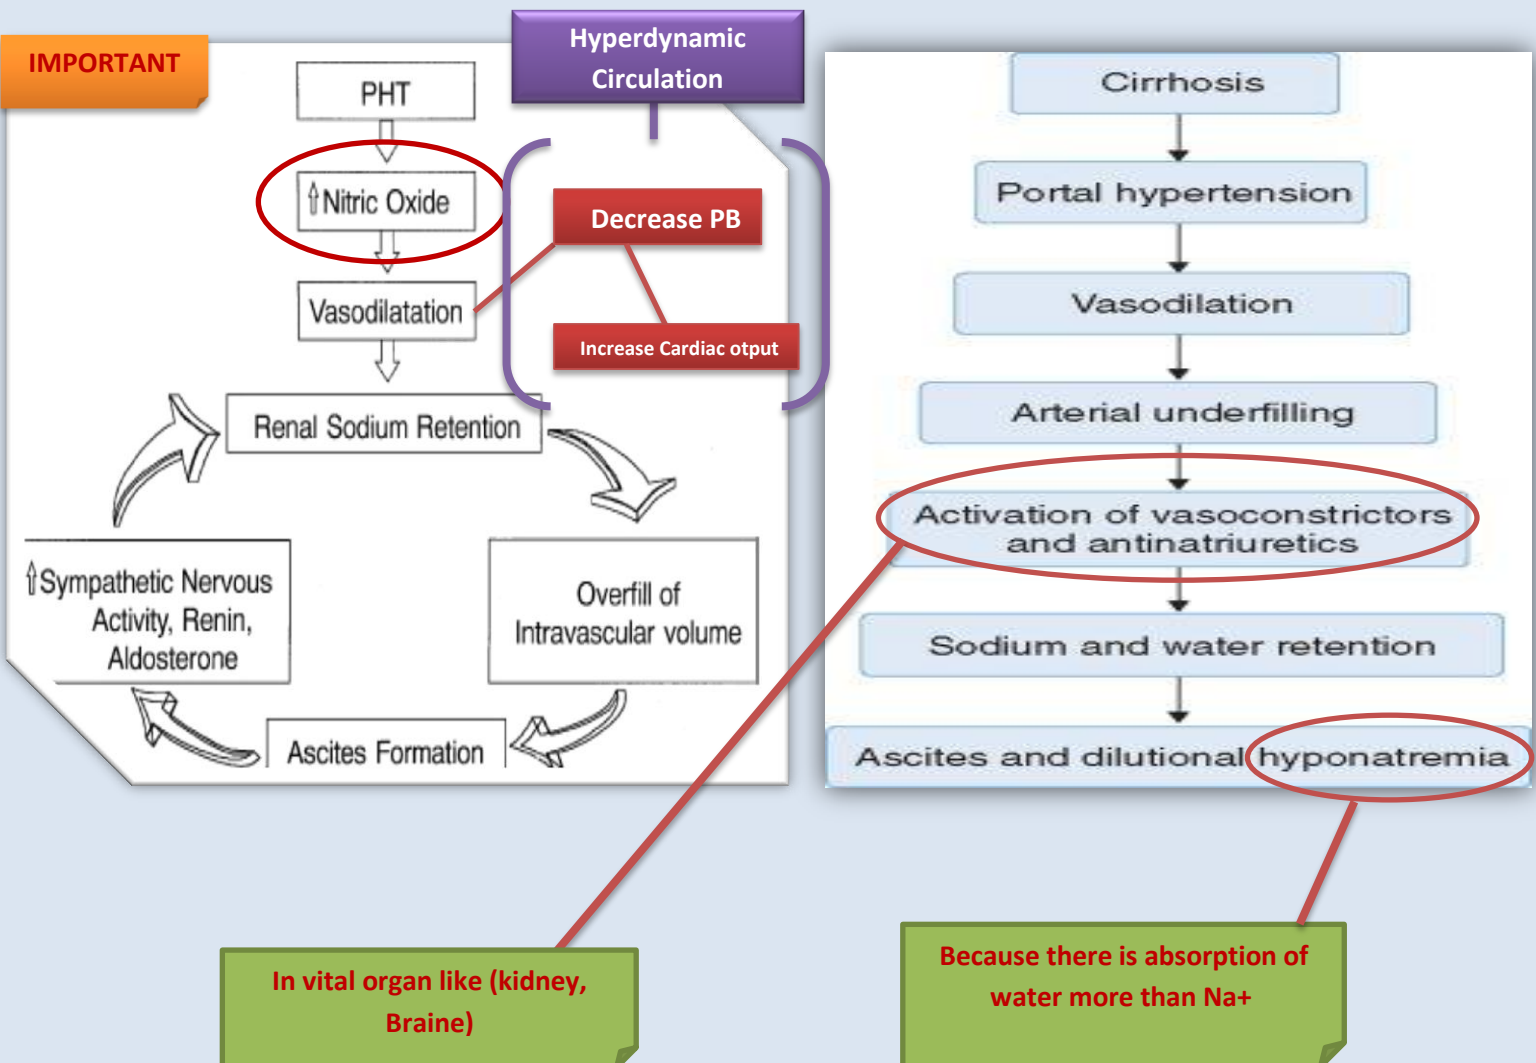 IMPORTANT
PHT
⇑Nitric Oxide
Vasodilatation
Renal Sodium Retention
Overfill of
Intravascular volume
Ascites Formation
⇑Sympathetic Nervous
Activity, Renin,
Aldosterone
Hyperdynamic
Circulation
Decrease PB
Increase Cardiac otput
Cirrhosis
Portal hypertension
Vasodilation
Arterial underfilling
Activation of vasoconstrictors
and antinatriuretics
Sodium and water retention
Ascites and dilutional hyponatremia
In vital organ like (kidney,
Braine)
Because there is absorption of
water more than Na+